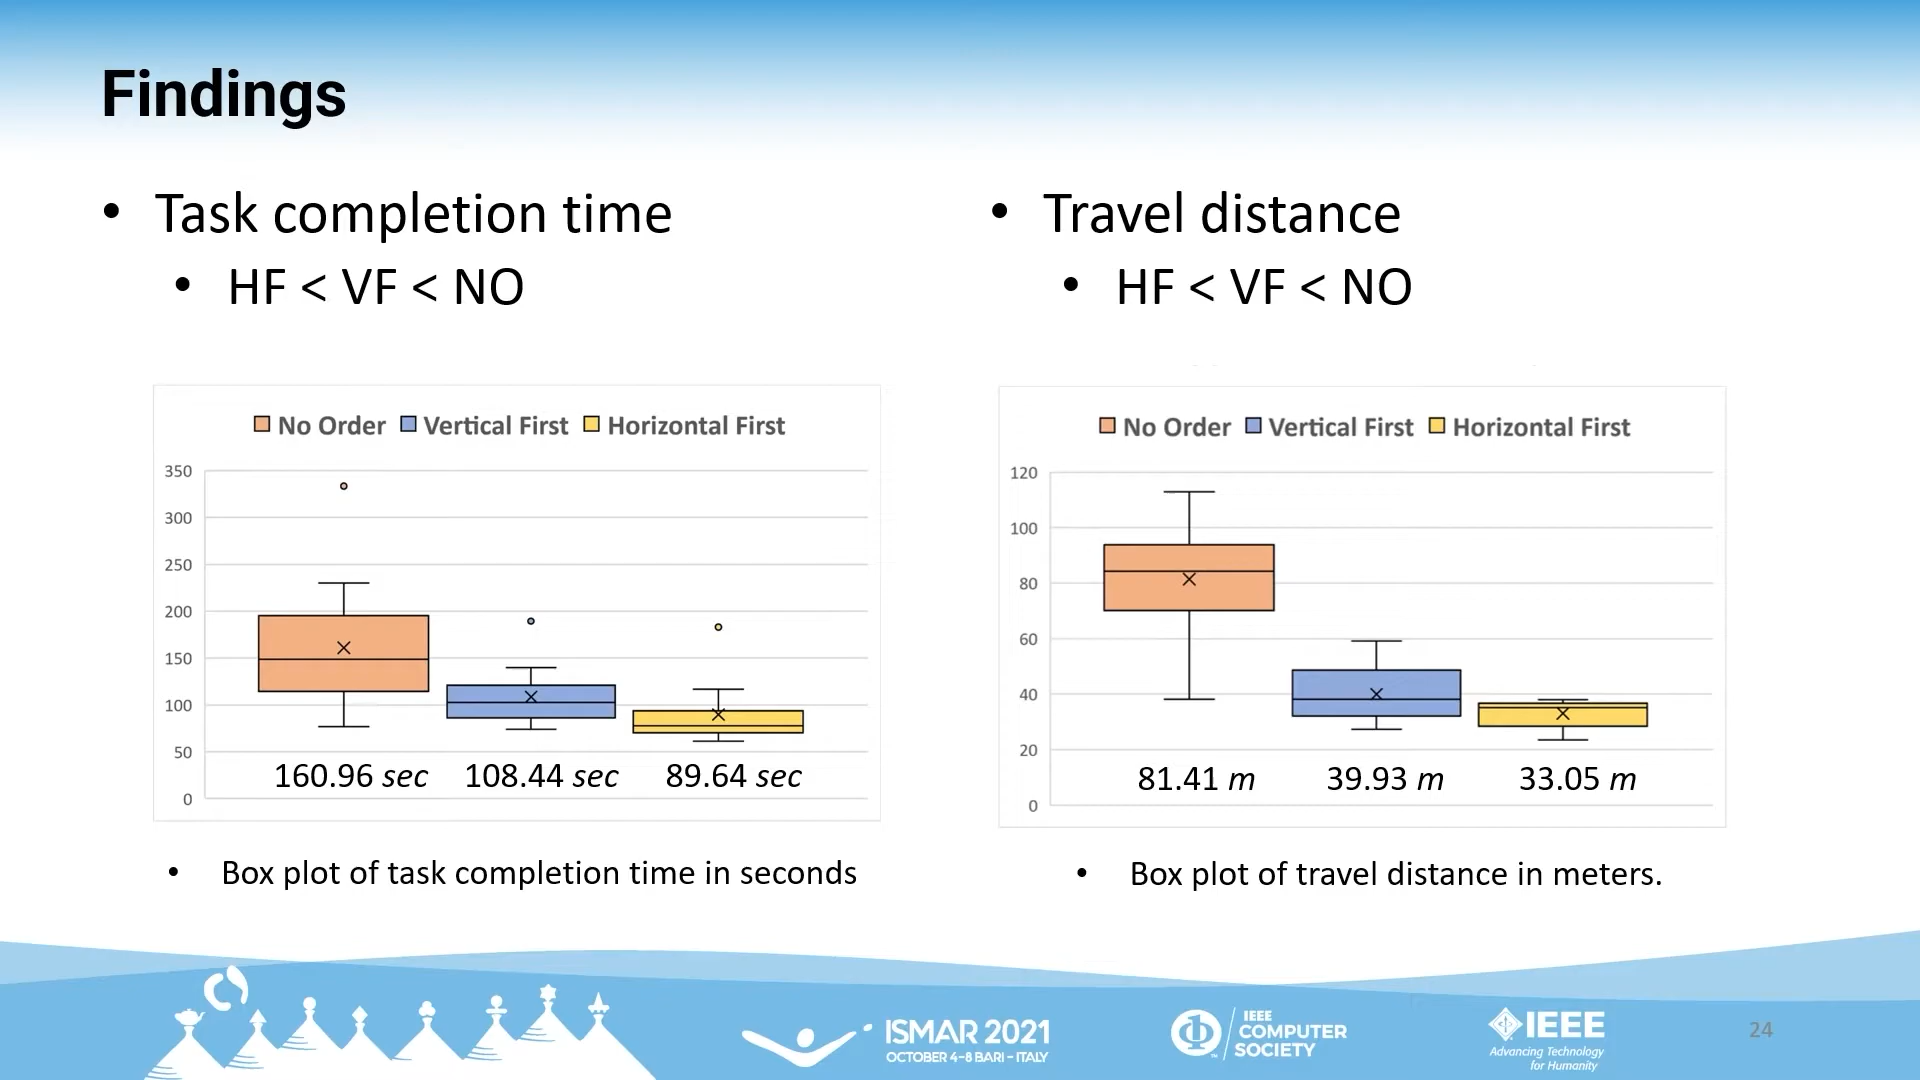 Findings
• Task completion time
• HF < VF < NO
No Order Vertical First Horizontal First
350
300
250
200
150
100
50
0
160.96 sec 108.44 sec 89.64 sec
• Box plot of task completion time in seconds
• Travel distance
• HF < VF < NO
No Order Vertical First Horizontal First
120
100
80
60
40
20
0
81.41 m 39.93 m 33.05 m
• Box plot of travel distance in meters.
ISMAR 2021
OCTOBER 4-8 BARI - ITALY
IEEE
COMPUTER
SOCIETY
IEEE
Advancing Technology
for Humanity
24